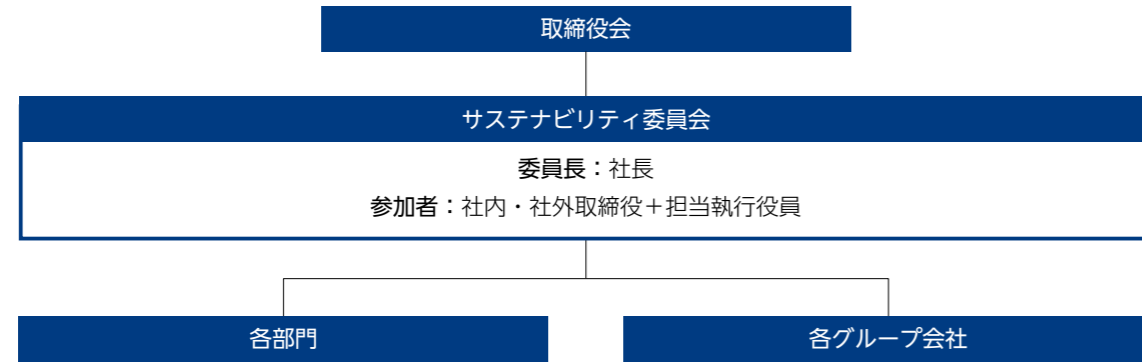 取締役会
サステナビリティ委員会
委員長：社長
参加者：社内・社外取締役＋担当執行役員
各部門
各グループ会社